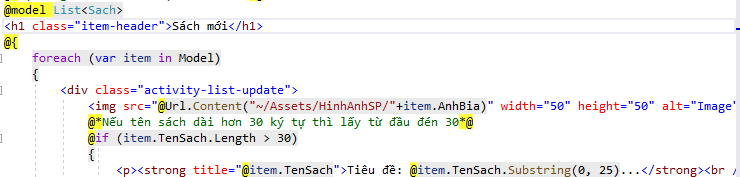 @model List<Sach>
<h1 class="item-header">Sách mới</h1>
@{
foreach (var item in Model)
{
<div class="activity-list-update">
<img src="@Url.Content("~/Assets/HinhAnhSP/"+item.AnhBia)" width="50" height="50" alt="Image"
@*Nếu tên sách dài hơn 30 ký tự thì lấy từ đầu đén 30*@
@if (item.TenSach.Length > 30)
{
<p><strong title="@item.TenSach">Tiêu đề: @item.TenSach.Substring(0, 25)...</strong><br /